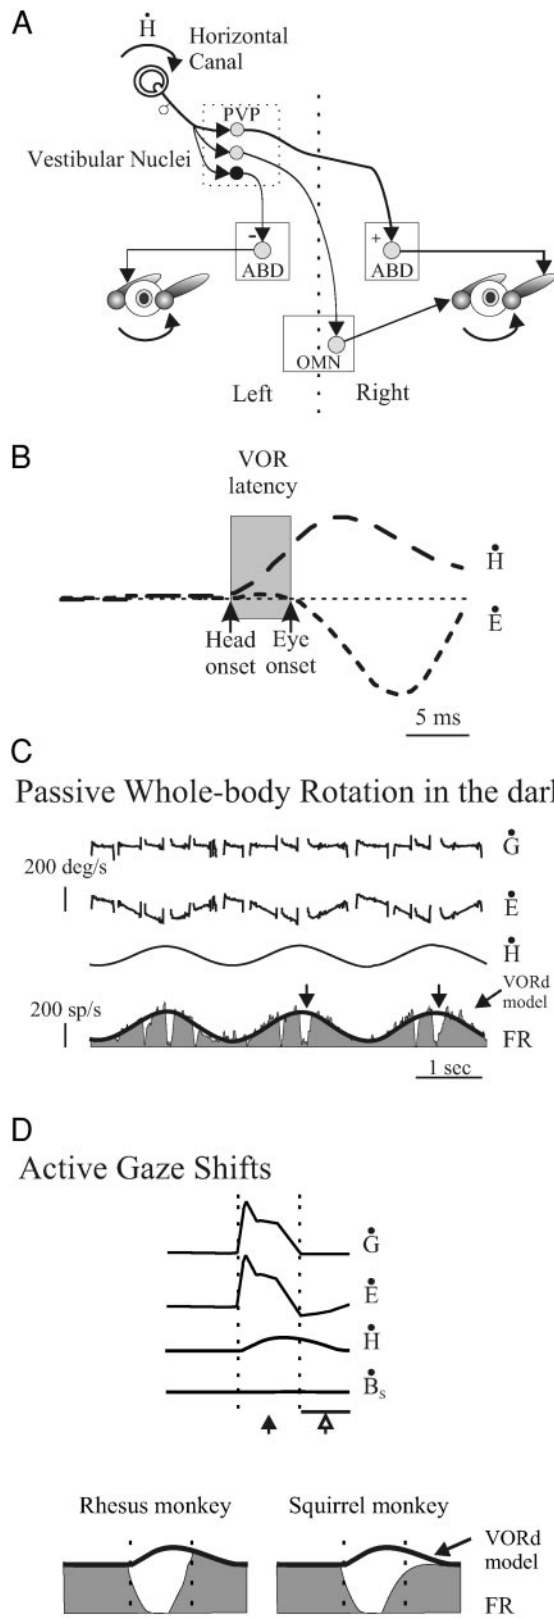 A
Ḣ
Horizontal
Canal
PVP
Vestibular Nuclei
-
+
ABD
ABD
OMN
Left
Right
B
VOR
latency
Ḣ
Ė
Head
onset
Eye
onset
5 ms
C
Passive Whole-body Rotation in the dark
Ġ
200 deg/s
Ė
Ḣ
VORd
model
200 sp/s
FR
1 sec
D
Active Gaze Shifts
Ġ
Ė
Ḣ
Ḃs
Rhesus monkey
Squirrel monkey
VORd
model
FR